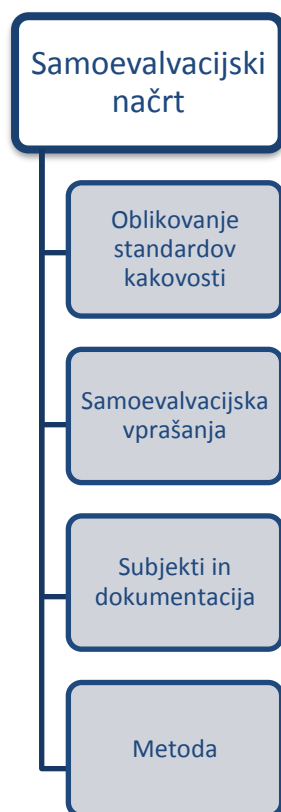 Samoevalvacijski
načrt
Oblikovanje
standardov
kakovosti
Samoevalvacijska
vprašanja
Subjekti in
dokumentacija
Metoda